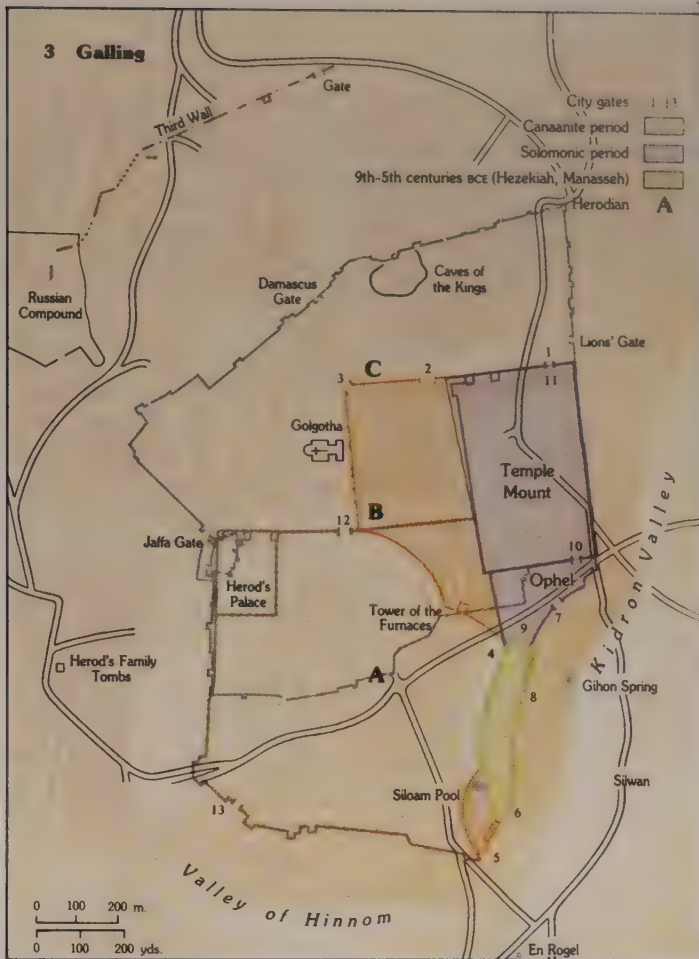 3 Galling
Gate
Third Wall
City gates
Canaanite period
Solomonic period
9th-5th centuries BCE (Hezekiah, Manasseh)
Herodian A
Russian
Compound
Damascus
Gate
Caves of
the Kings
Lions' Gate
1
11
C
2
3
Golgotha
Temple
Mount
B
12
Jaffa Gate
10
Herod's
Palace
Ophel
Tower of the
Furnaces
7
9
4
Kidron Valley
A
Herod's Family
Tombs
8
Gihon Spring
Siloam Pool
Silwan
6
13
5
Valley of Hinnom
0 100 200 m.
0 100 200 yds.
En Rogel